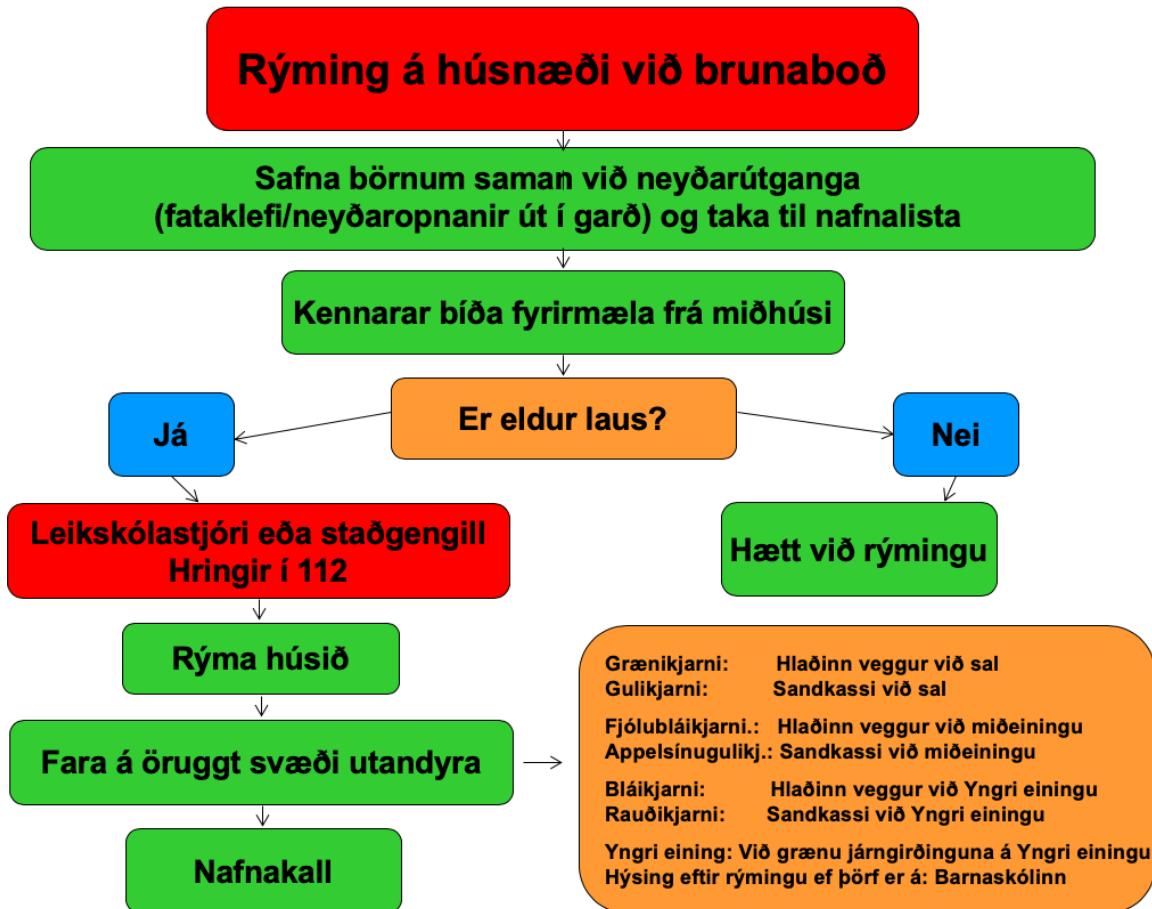 Rýming á húsnæði við brunaboð
Safna börnum saman við neyðarútganga
(fataklefi/neyðaropnanir út í garð) og taka til nafnalista
Kennarar bíða fyrirmæla frá miðhúsi
Er eldur laus?
Já
Nei
Leikskólastjóri eða staðgengill
Hringir í 112
Hætt við rýmingu
Rýma húsið
Fara á öruggt svæði utandyra
Nafnakall
Grænikjarni: Hlaðinn veggur við sal
Gulikjarni: Sandkassi við sal
Fjólubláikjarni.: Hlaðinn veggur við miðeiningu
Appelsínugulikj.: Sandkassi við miðeiningu
Bláikjarni: Hlaðinn veggur við Yngri einingu
Rauðikjarni: Sandkassi við Yngri einingu
Yngri eining: Við grænu járngirðinguna á Yngri einingu
Hýsing eftir rýmingu ef þörf er á: Barnaskólinn